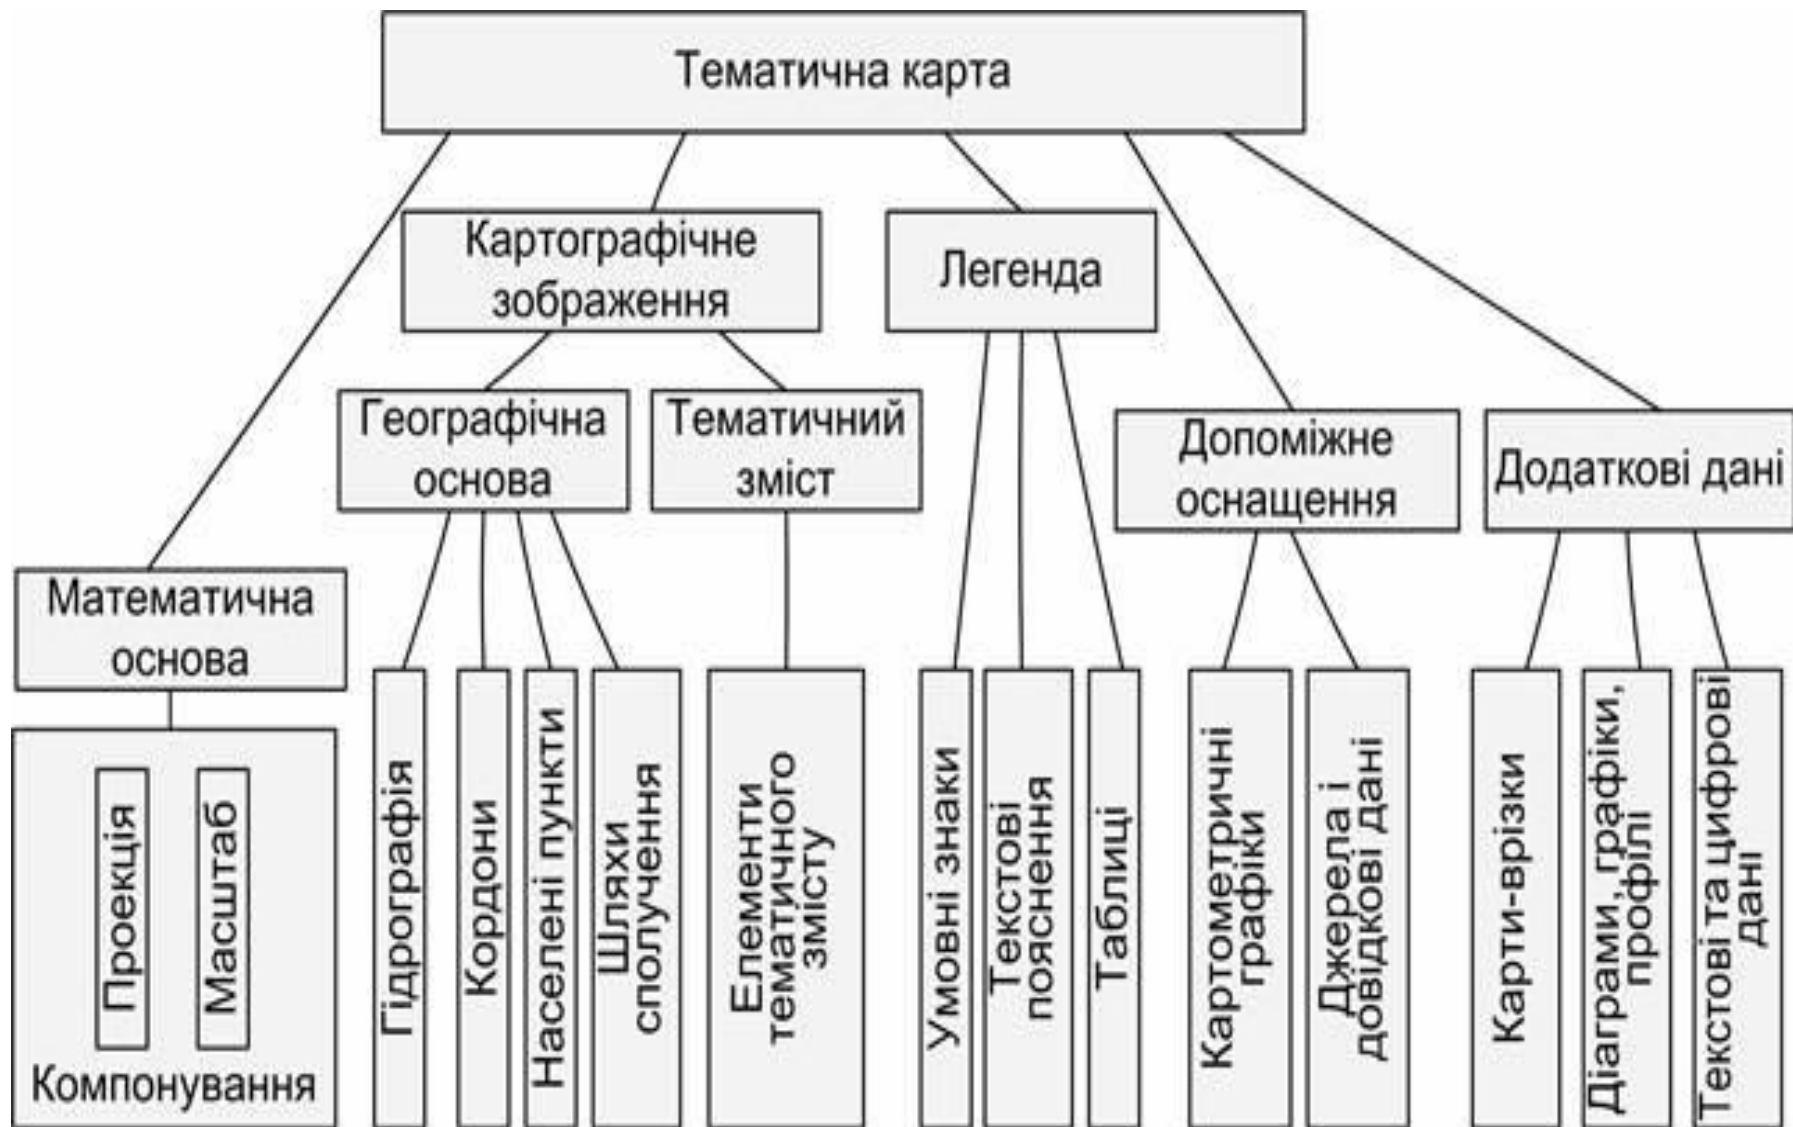 Тематична карта
Картографічне
зображення
Легенда
Географічна
основа
Тематичний
зміст
Допоміжне
оснащення
Додаткові дані
Математична
основа
Проекція
Масштаб
Компонування
Гідрографія
Кордони
Населені пункти
Шляхи
сполучення
Елементи
тематичного
змісту
Умовні знаки
Текстові
пояснення
Таблиці
Картометричні
графіки
Джерела і
довідкові дані
Карти-врізки
Діаграми, графіки,
профілі
Текстові та цифрові
дані